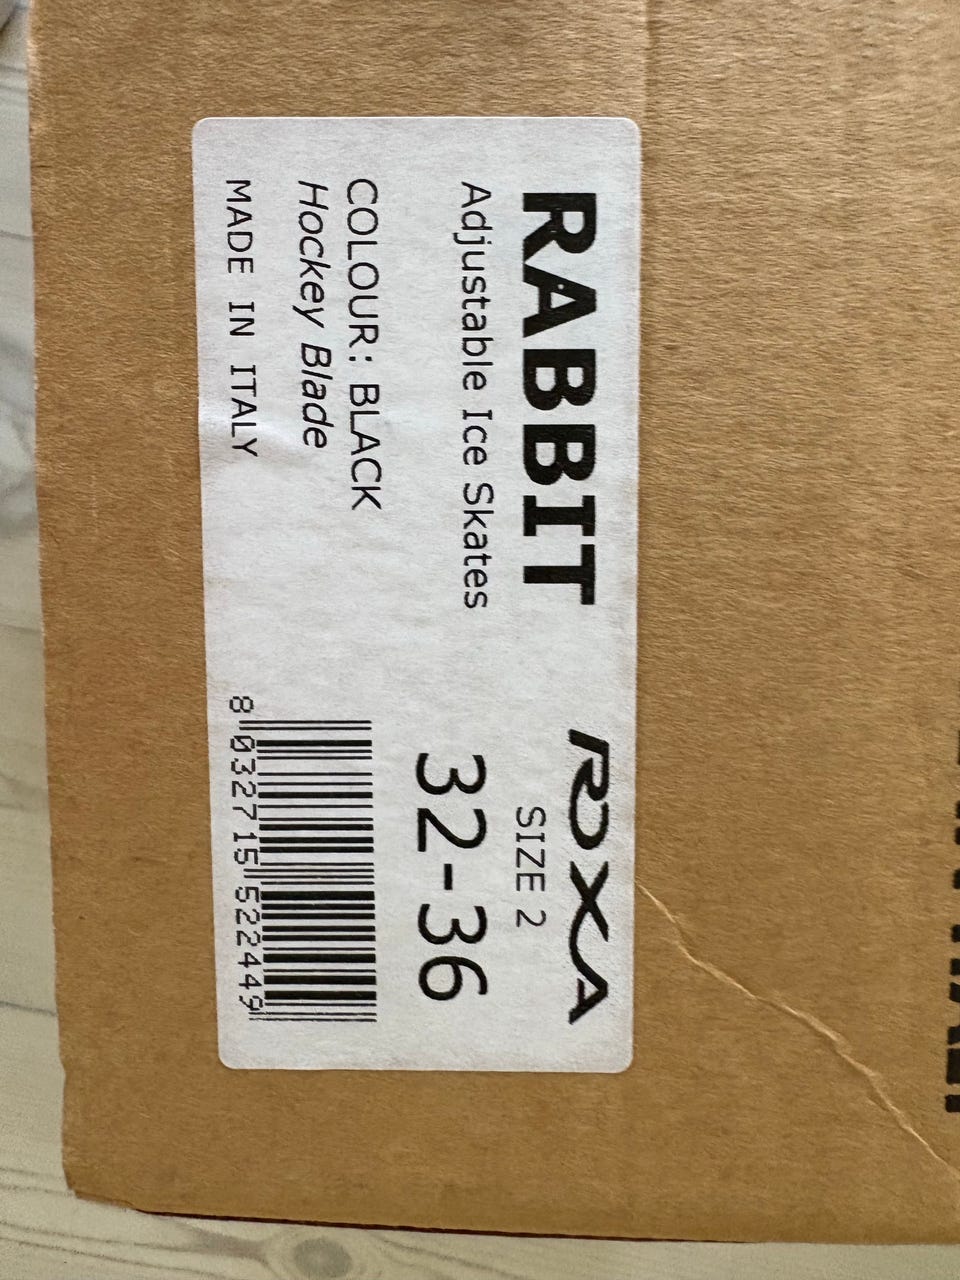 RABBIT
Adjustable Ice Skates
COLOUR: BLACK
Hockey Blade
MADE IN ITALY
ROXA
SIZE 2
32-36
8 032715 522449